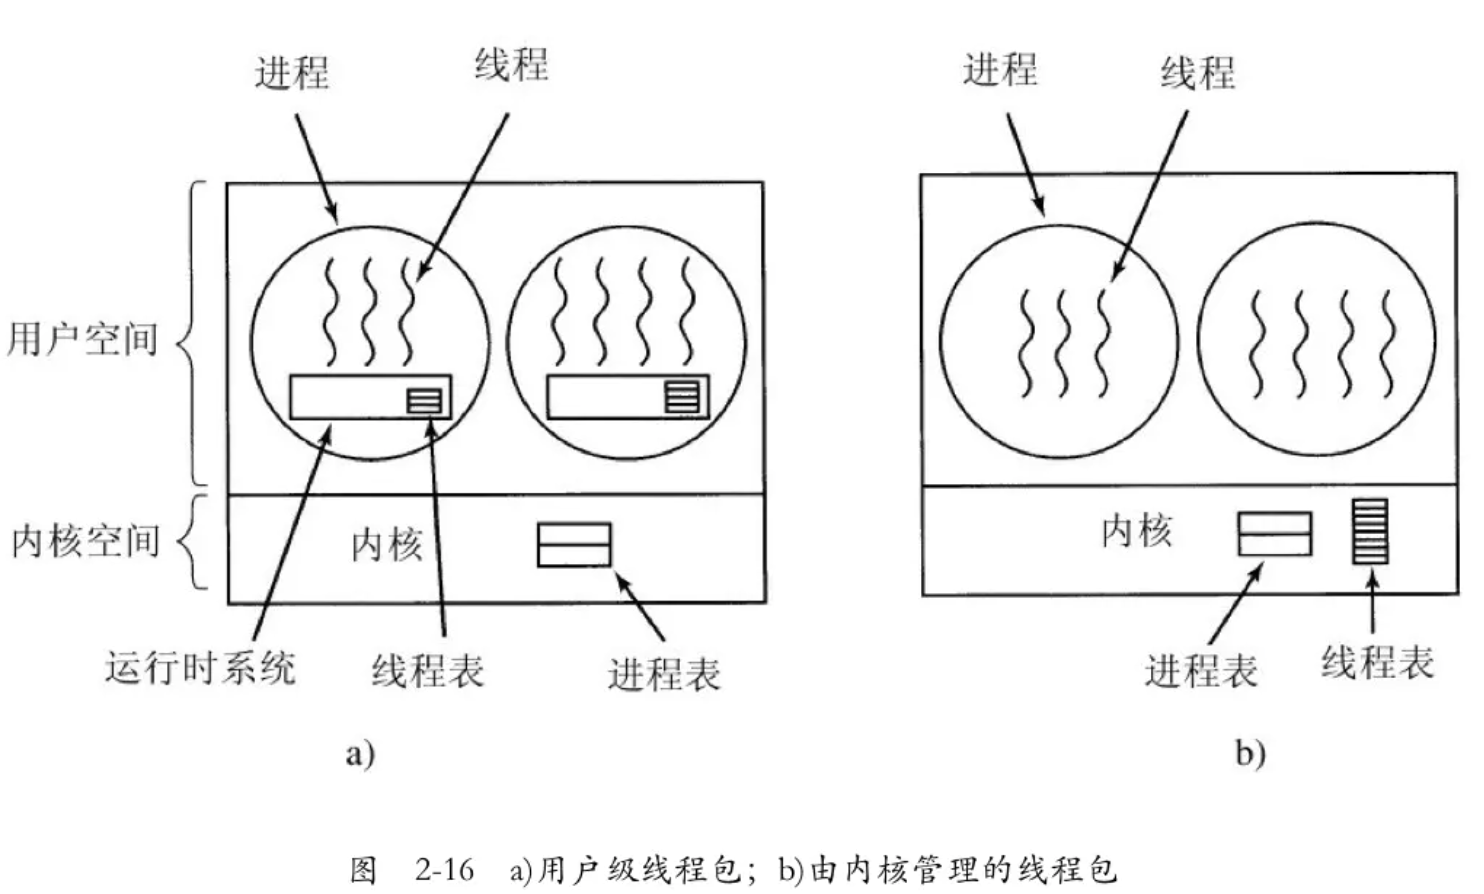 进程 线程 进程 线程
用户空间
内核空间 内核 内核
运行时系统 线程表 进程表 进程表 线程表
a) b)
图 2-16 a)用户级线程包；b)由内核管理的线程包